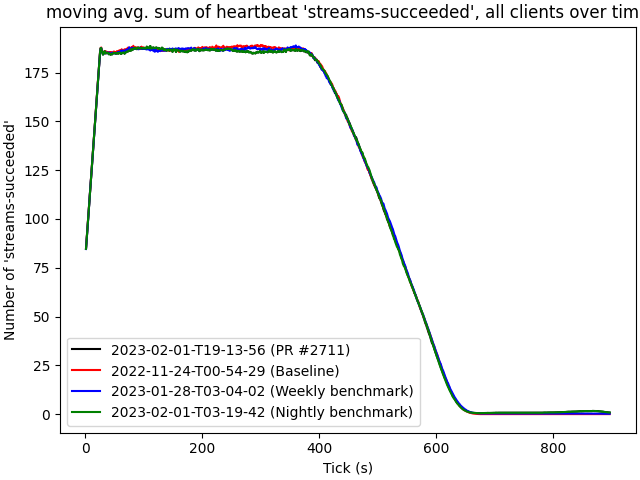 moving avg. sum of heartbeat 'streams-succeeded', all clients over tim
175
150
125
100
75
50
25
0
Number of 'streams-succeeded'
2023-02-01-T19-13-56 (PR #2711)
2022-11-24-T00-54-29 (Baseline)
2023-01-28-T03-04-02 (Weekly benchmark)
2023-02-01-T03-19-42 (Nightly benchmark)
0 200 400 600 800
Tick (s)